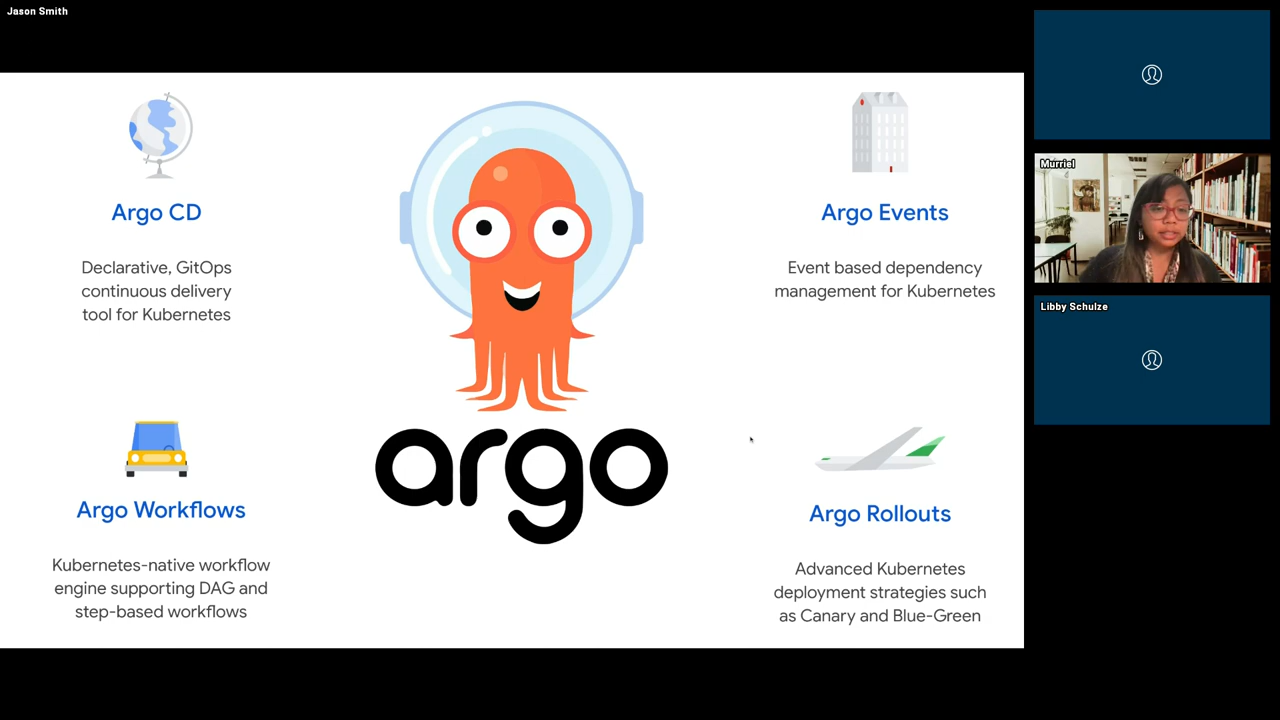 Jason Smith
Argo CD
Declarative, GitOps
continuous delivery
tool for Kubernetes
Argo Events
Event based dependency
management for Kubernetes
argo
Argo Workflows
Kubernetes-native workflow
engine supporting DAG and
step-based workflows
Argo Rollouts
Advanced Kubernetes
deployment strategies such
as Canary and Blue-Green
Murriel
Libby Schulze